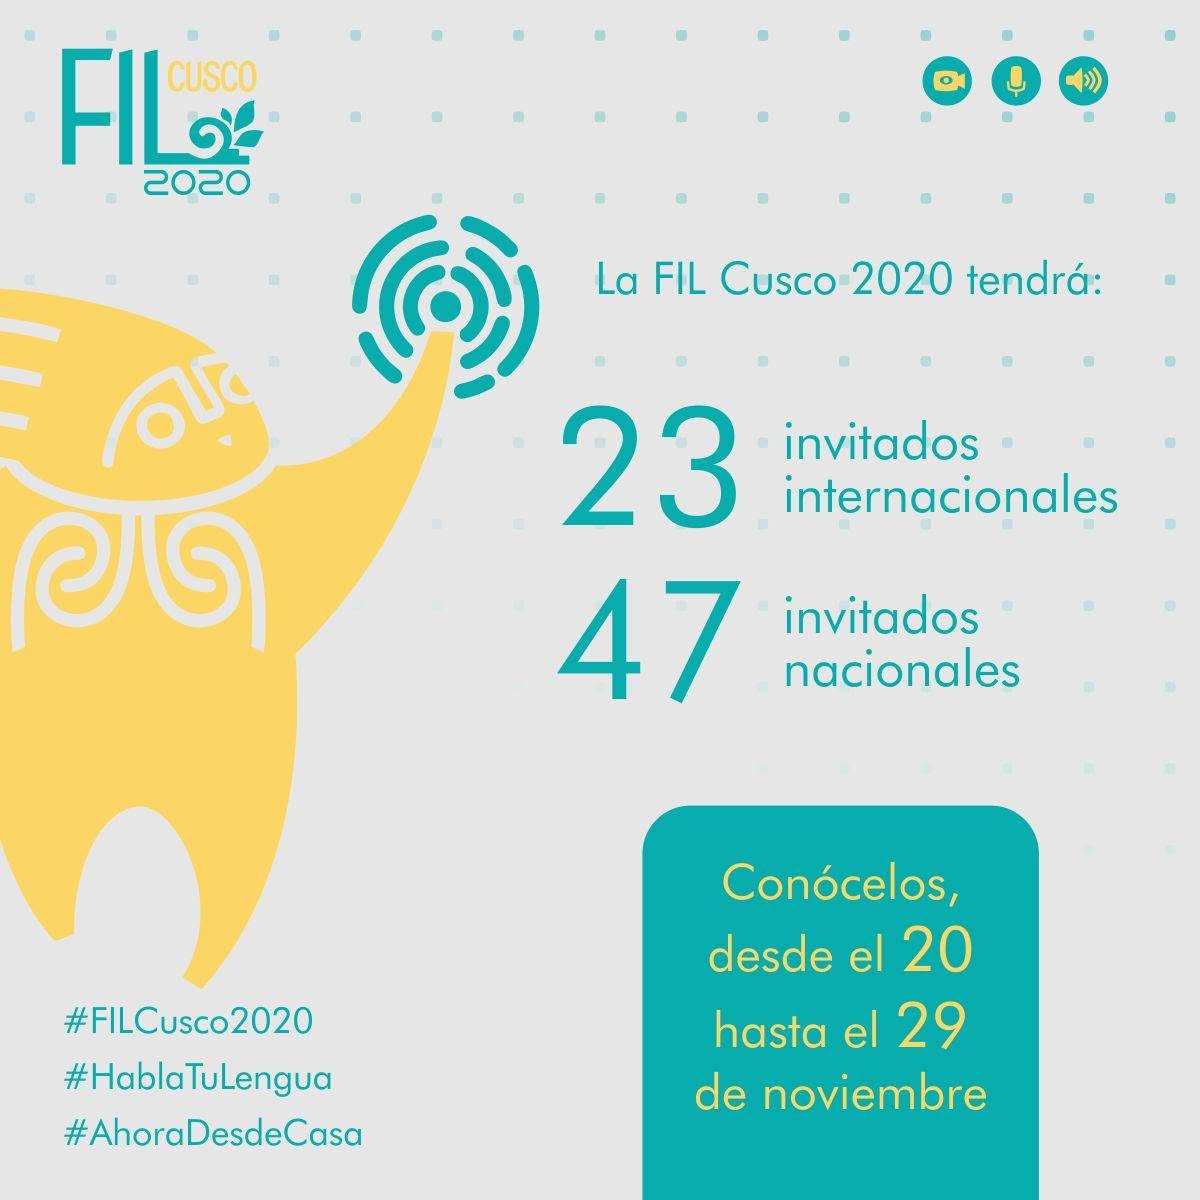 FIL CUSCO
2020
La FIL Cusco 2020 tendrá:
23 invitados
internacionales
47 invitados
nacionales
Conócelos,
desde el 20
hasta el 29
de noviembre
#FILCusco2020
#HablaTuLengua
#AhoraDesdeCasa